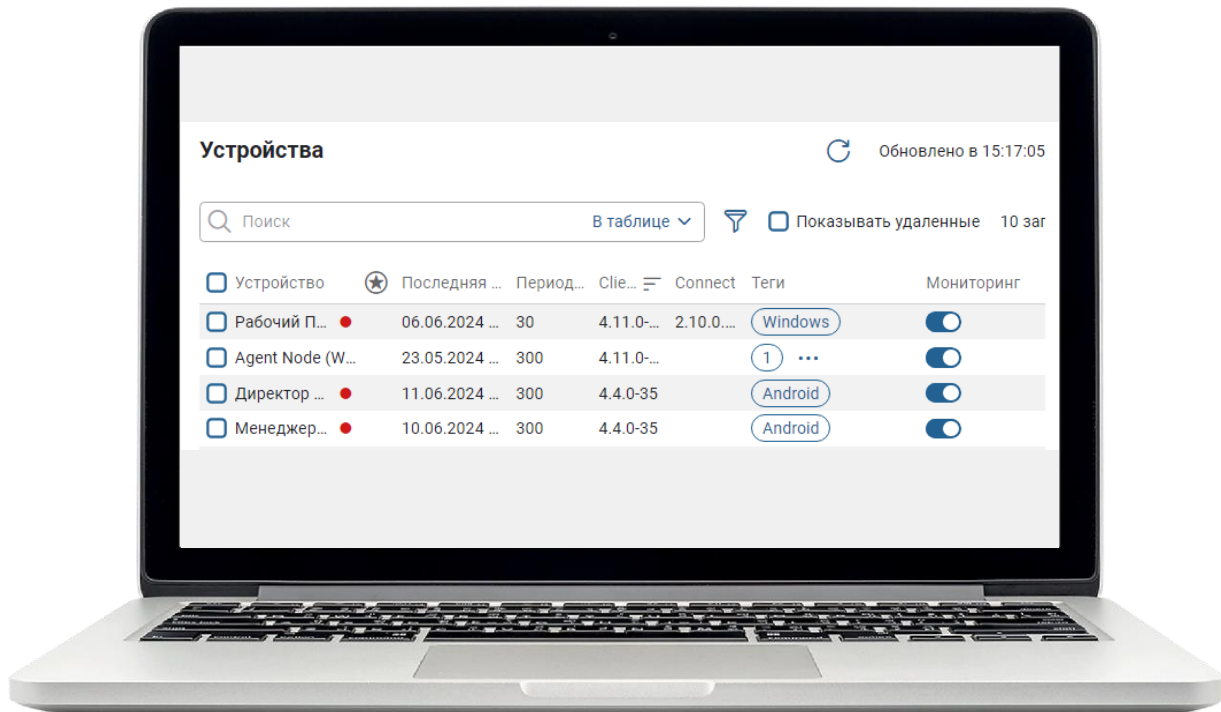 Устройства
Обновлено в 15:17:05
Поиск В таблице Показывать удаленные 10 заг
Устройство Последняя ... Период... Clie... Connect Теги Мониторинг
Рабочий П... 06.06.2024 ... 30 4.11.0-... 2.10.0.... Windows
Agent Node (W... 23.05.2024 ... 300 4.11.0-... 1 ...
Директор ... 11.06.2024 ... 300 4.4.0-35 Android
Менеджер... 10.06.2024 ... 300 4.4.0-35 Android